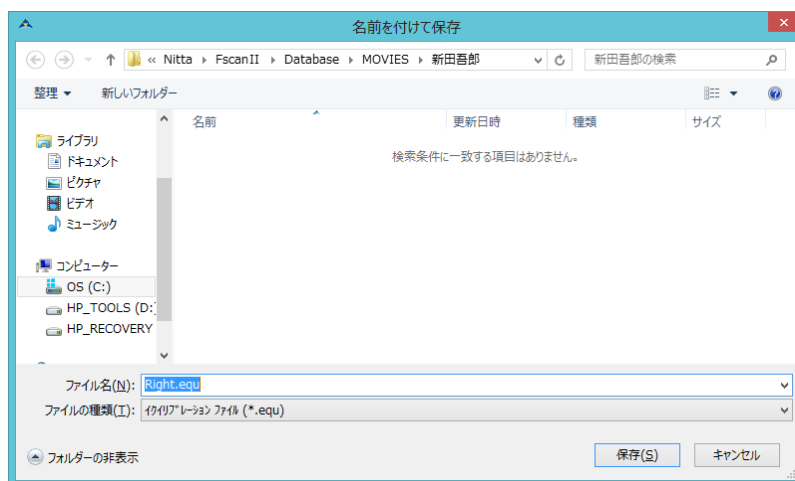 名前を付けて保存
« Nitta ▸ FscanII ▸ Database ▸ MOVIES ▸ 新田吾郎
新田吾郎の検索
整理 新しいフォルダー
名前 更新日時 種類 サイズ
検索条件に一致する項目はありません。
ライブラリ
ドキュメント
ピクチャ
ビデオ
ミュージック
コンピューター
OS (C:)
HP_TOOLS (D:)
HP_RECOVERY
ファイル名(N): Right.equ
ファイルの種類(T): イクイリブレーション ファイル (*.equ)
フォルダーの非表示
保存(S) キャンセル